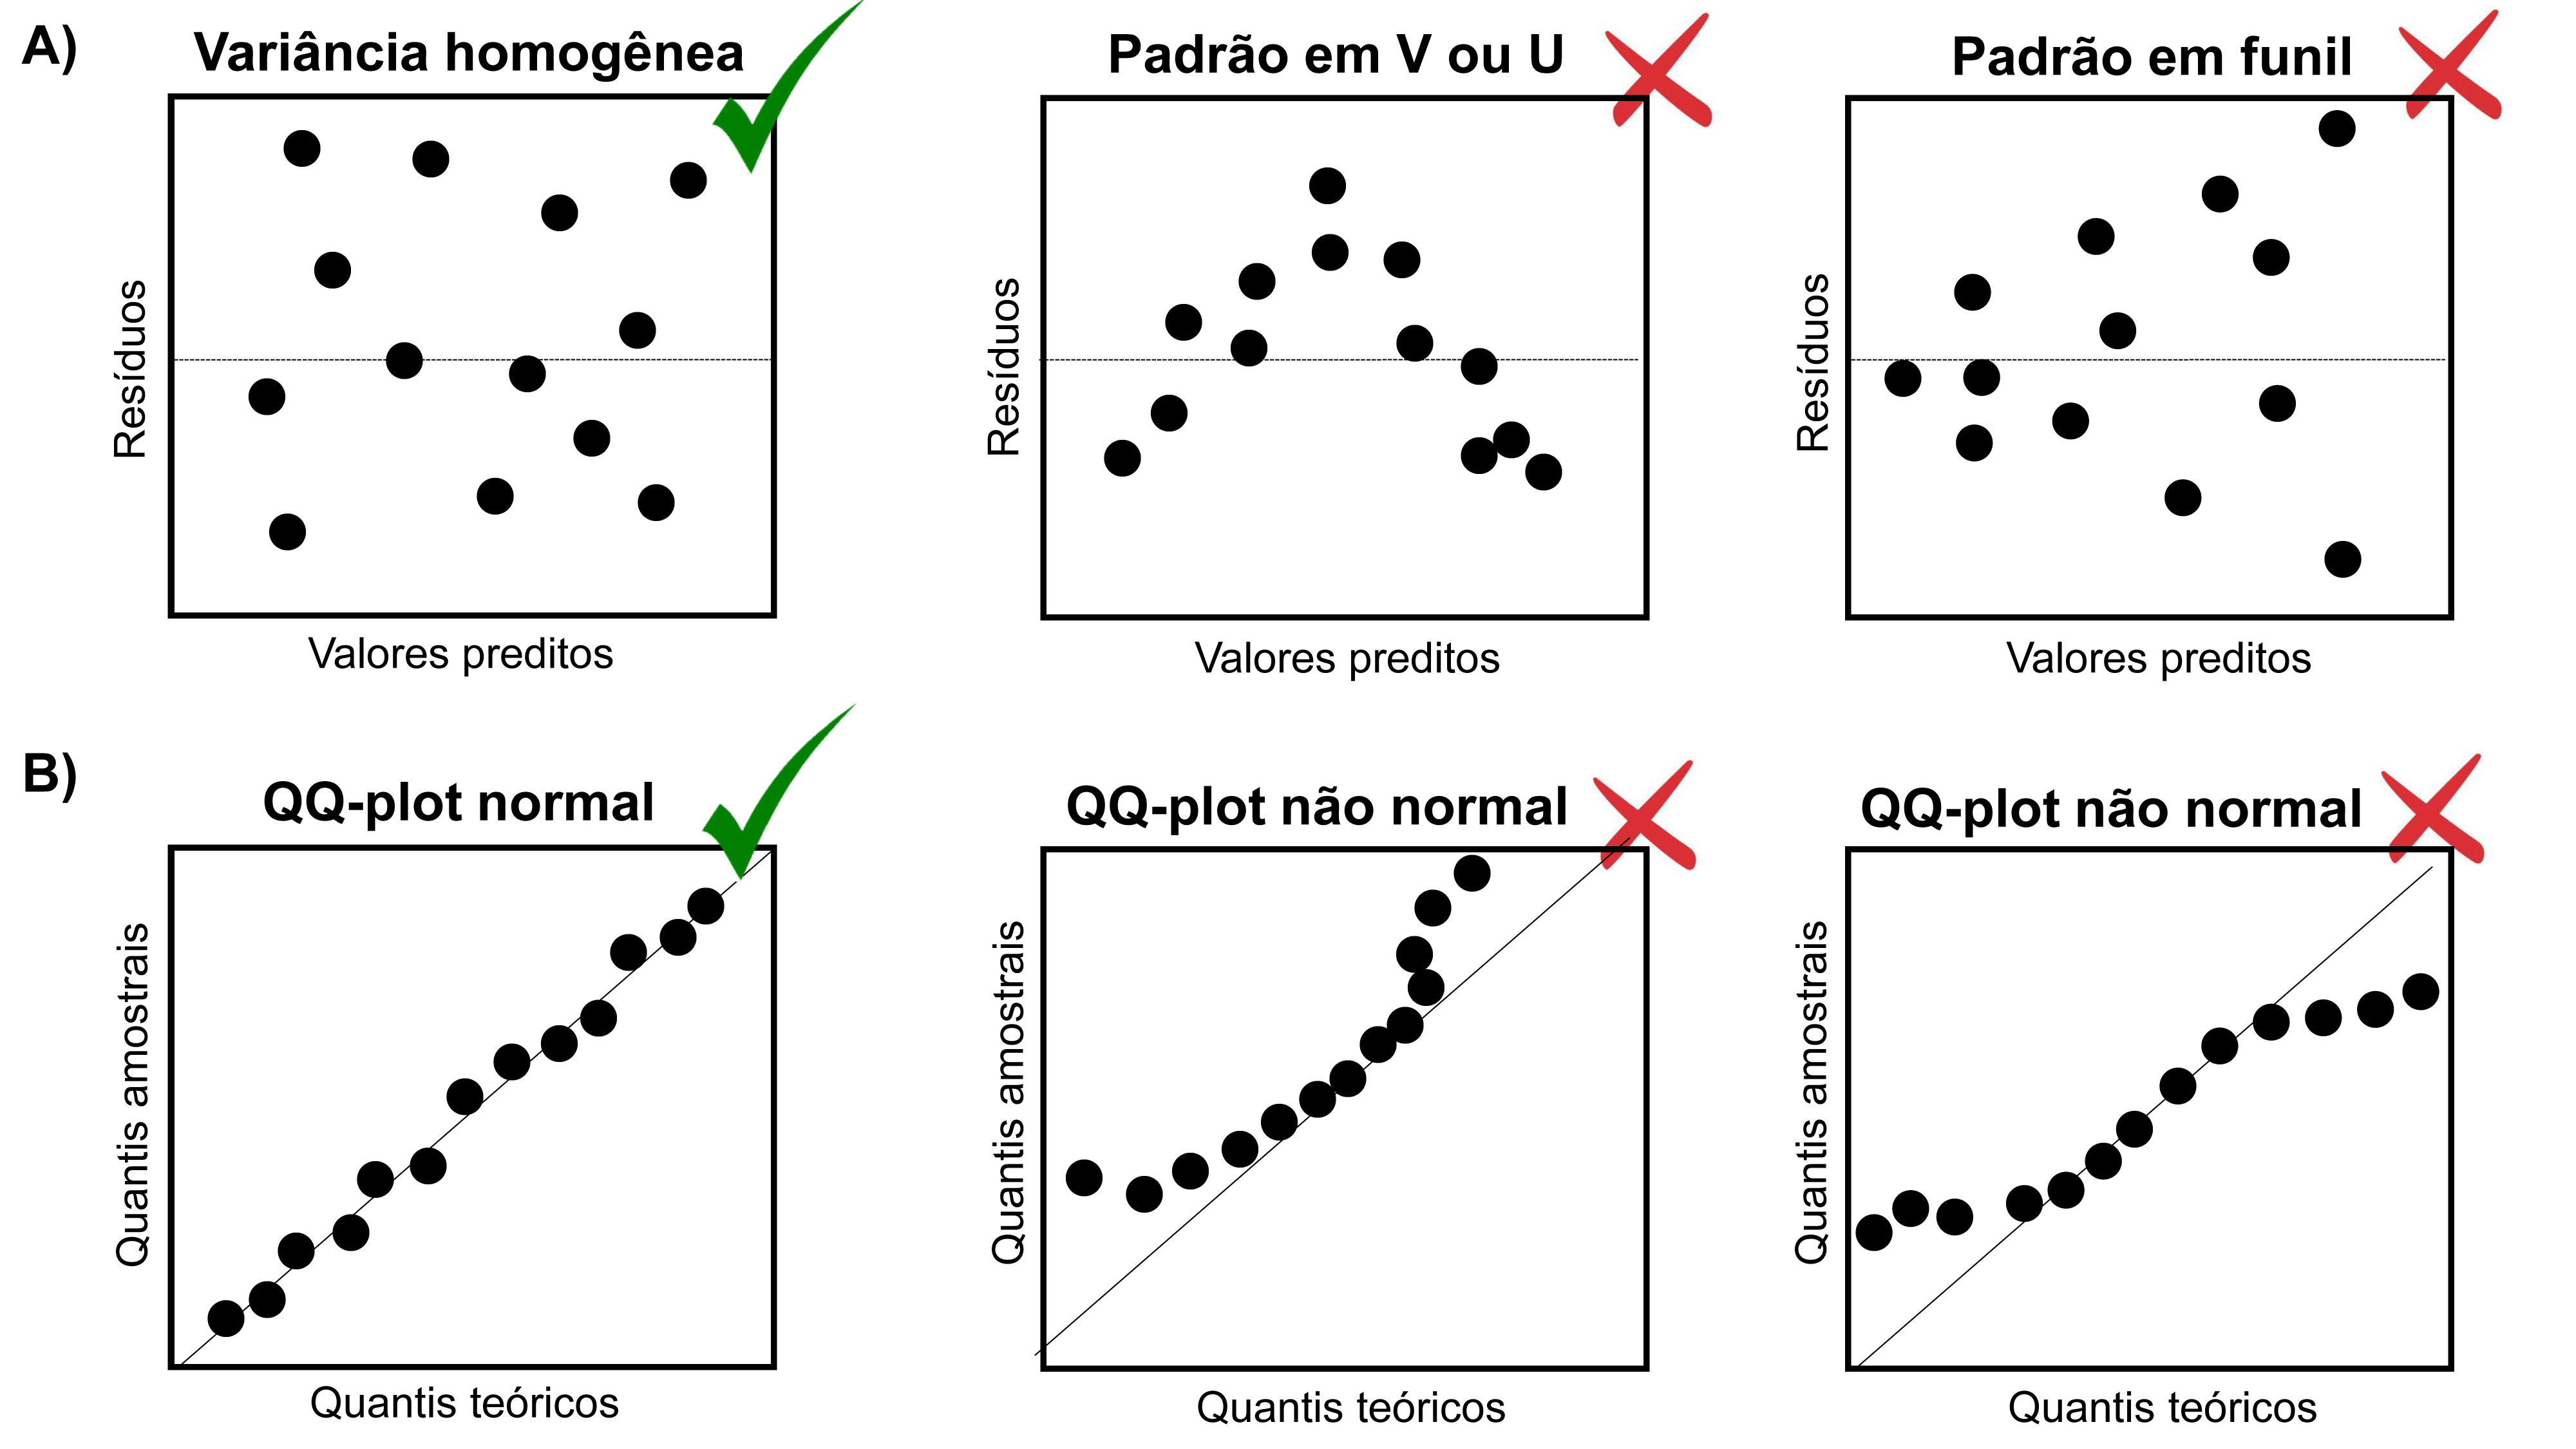 A)
Variância homogênea
Padrão em V ou U
Padrão em funil
Resíduos
Resíduos
Resíduos
Valores preditos
Valores preditos
Valores preditos
B)
QQ-plot normal
QQ-plot não normal
QQ-plot não normal
Quantis amostrais
Quantis amostrais
Quantis amostrais
Quantis teóricos
Quantis teóricos
Quantis teóricos